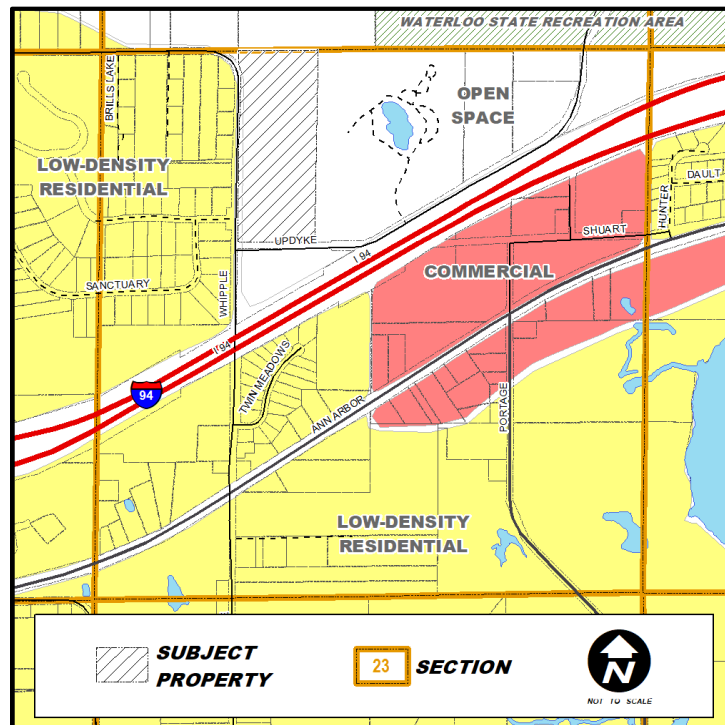 WATERLOO STATE RECREATION AREA
BRILLS LAKE
OPEN
SPACE
LOW-DENSITY
RESIDENTIAL
DAULT
HUNTER
SHUART
UPDYKE
I 94
COMMERCIAL
SANCTUARY
WHIPPLE
I 94
94
TWIN MEADOWS
ANN ARBOR
PORTAGE
LOW-DENSITY
RESIDENTIAL
SUBJECT
PROPERTY
23
SECTION
N
NOT TO SCALE